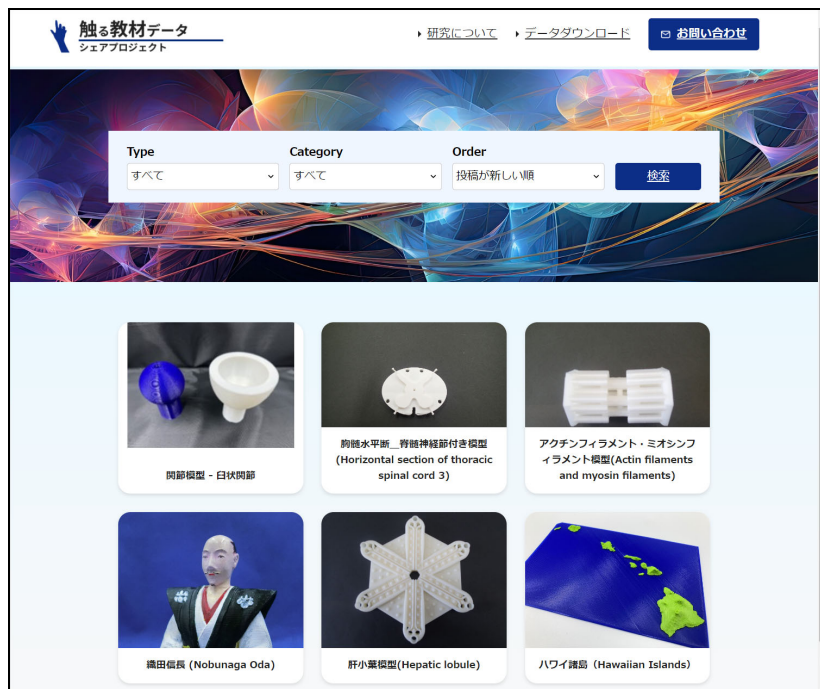 触る教材データ
シェアプロジェクト
研究について
データダウンロード
お問い合わせ
Type
Category
Order
すべて
すべて
投稿が新しい順
検索
関節模型 - 臼状関節
胸髄水平断__脊髄神経節付き模型
(Horizontal section of thoracic
spinal cord 3)
アクチンフィラメント・ミオシンフ
ィラメント模型(Actin filaments
and myosin filaments)
織田信長 (Nobunaga Oda)
肝小葉模型(Hepatic lobule)
ハワイ諸島（Hawaiian Islands）